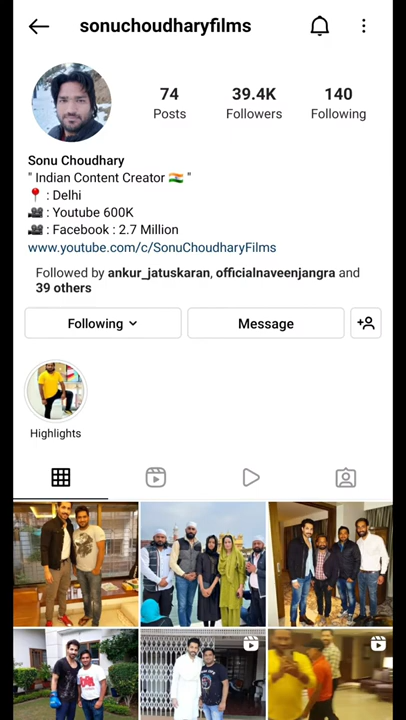 sonuchoudharyfilms
74
39.4K
140
Posts
Followers
Following
Sonu Choudhary
" Indian Content Creator 🇮🇳 "
📍 : Delhi
🎥 : Youtube 600K
🎥 : Facebook : 2.7 Million
www.youtube.com/c/SonuChoudharyFilms
Followed by ankur_jatuskaran, officialnaveenjangra and
39 others
Following
Message
Highlights